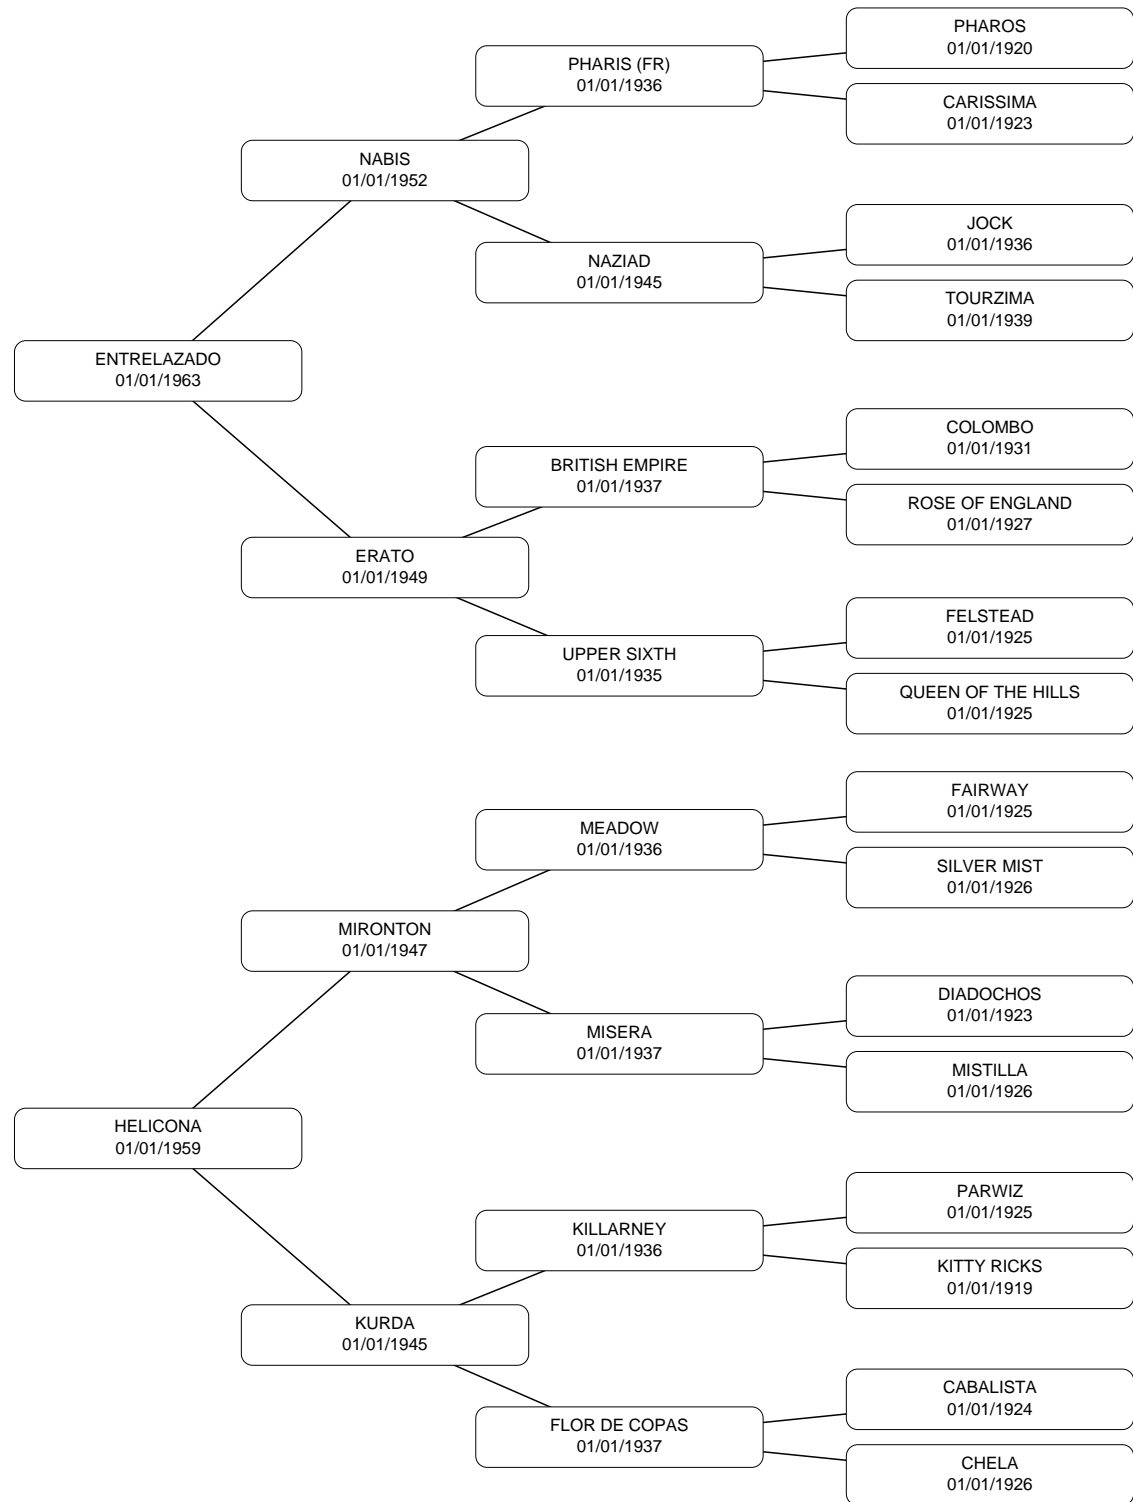 PHAROS
01/01/1920
PHARIS (FR)
01/01/1936
CARISSIMA
01/01/1923
NABIS
01/01/1952
JOCK
01/01/1936
NAZIAD
01/01/1945
TOURZIMA
01/01/1939
ENTRELAZADO
01/01/1963
COLOMBO
01/01/1931
BRITISH EMPIRE
01/01/1937
ROSE OF ENGLAND
01/01/1927
ERATO
01/01/1949
FELSTEAD
01/01/1925
UPPER SIXTH
01/01/1935
QUEEN OF THE HILLS
01/01/1925
FAIRWAY
01/01/1925
MEADOW
01/01/1936
SILVER MIST
01/01/1926
MIRONTON
01/01/1947
DIADOCHOS
01/01/1923
MISERA
01/01/1937
MISTILLA
01/01/1926
HELICONA
01/01/1959
PARWIZ
01/01/1925
KILLARNEY
01/01/1936
KITTY RICKS
01/01/1919
KURDA
01/01/1945
CABALISTA
01/01/1924
FLOR DE COPAS
01/01/1937
CHELA
01/01/1926